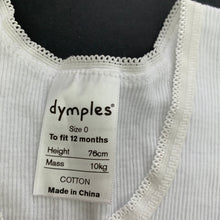 dymples®
Size 0
To fit 12 months
Height 76cm
Mass 10kg
COTTON
Made in China